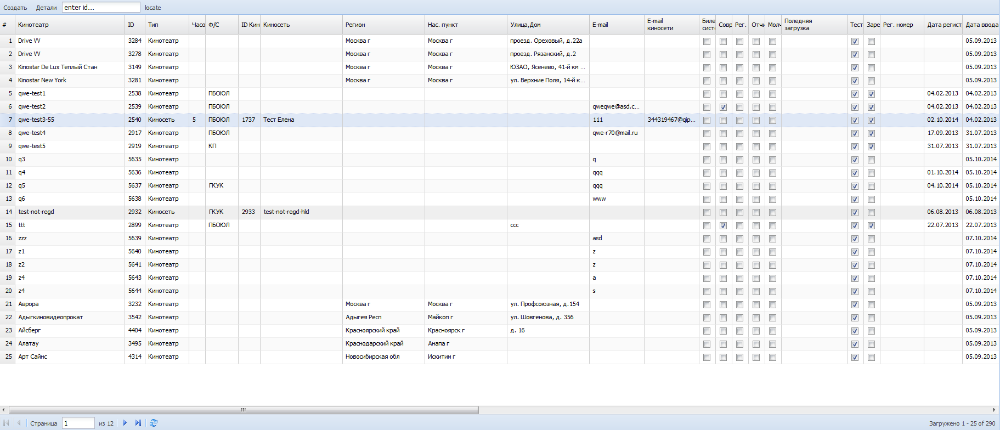 Создать Детали enter id... locate
# Кинотеатр ID Тип Часо Ф/С ID Кин Киносеть Регион Нас. пункт Улица,Дом E-mail E-mail киносети Биле сист Совр Рег. Отчи Молч Поледняя загрузка Тест Заре Рег. номер Дата регист Дата ввода
1 Drive VV 3284 Кинотеатр Москва г Москва г проезд. Ореховый, д.22а 05.09.2013
2 Drive VV 3278 Кинотеатр Москва г Москва г проезд. Рязанский, д.2 05.09.2013
3 Kinostar De Lux Теплый Стан 3149 Кинотеатр Москва г Москва г ЮЗАО, Ясенево, 41-й км ... 05.09.2013
4 Kinostar New York 3281 Кинотеатр Москва г Москва г ул. Верхние Поля, 14-й к... 05.09.2013
5 qwe-test1 2538 Кинотеатр ПБОЮЛ 04.02.2013 04.02.2013
6 qwe-test2 2539 Кинотеатр ПБОЮЛ qweqwe@asd.c... 04.02.2013 04.02.2013
7 qwe-test3-55 2540 Киносеть 5 ПБОЮЛ 1737 Тест Елена 111 344319467@qip... 02.10.2014 04.02.2013
8 qwe-test4 2917 Кинотеатр ПБОЮЛ qwe-r70@mail.ru 17.09.2013 31.07.2013
9 qwe-test5 2919 Кинотеатр КП 31.07.2013 31.07.2013
10 q3 5635 Кинотеатр q 05.10.2014
11 q4 5636 Кинотеатр qqq 01.10.2014 05.10.2014
12 q5 5637 Кинотеатр ГКУК qqq 04.10.2014 05.10.2014
13 q6 5638 Кинотеатр www 05.10.2014
14 test-not-regd 2932 Киносеть ГКУК 2933 test-not-regd-hld 06.08.2013 06.08.2013
15 ttt 2899 Кинотеатр ПБОЮЛ ссс 22.07.2013 22.07.2013
16 zzz 5639 Кинотеатр asd 07.10.2014
17 z1 5640 Кинотеатр z 07.10.2014
18 z2 5641 Кинотеатр z 07.10.2014
19 z4 5643 Кинотеатр a 07.10.2014
20 z4 5644 Кинотеатр s 07.10.2014
21 Аврора 3232 Кинотеатр Москва г Москва г ул. Профсоюзная, д.154 05.09.2013
22 Адыгкиновидеопрокат 3542 Кинотеатр Адыгея Респ Майкоп г ул. Шовгенова, д. 356 05.09.2013
23 Айсберг 4404 Кинотеатр Красноярский край Красноярск г д. 16 05.09.2013
24 Алатау 3495 Кинотеатр Краснодарский край Анапа г 05.09.2013
25 Арт Сайнс 4314 Кинотеатр Новосибирская обл Искитим г 05.09.2013
Страница 1 из 12 Загружено 1 - 25 of 290